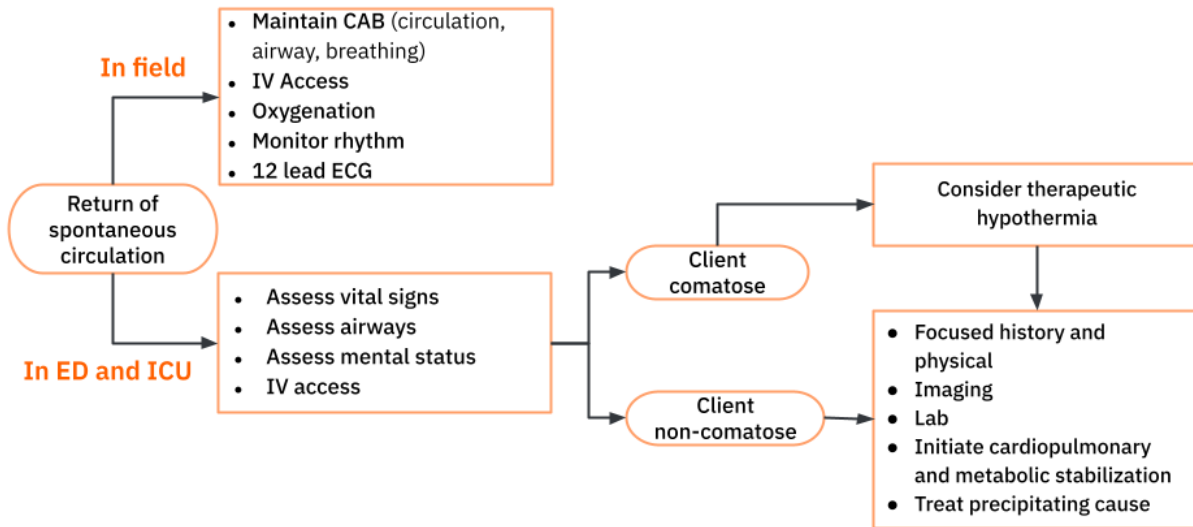 In field
• Maintain CAB (circulation,
airway, breathing)
• IV Access
• Oxygenation
• Monitor rhythm
• 12 lead ECG
Return of
spontaneous
circulation
In ED and ICU
• Assess vital signs
• Assess airways
• Assess mental status
• IV access
Client
comatose
Client
non-comatose
Consider therapeutic
hypothermia
• Focused history and
physical
• Imaging
• Lab
• Initiate cardiopulmonary
and metabolic stabilization
• Treat precipitating cause